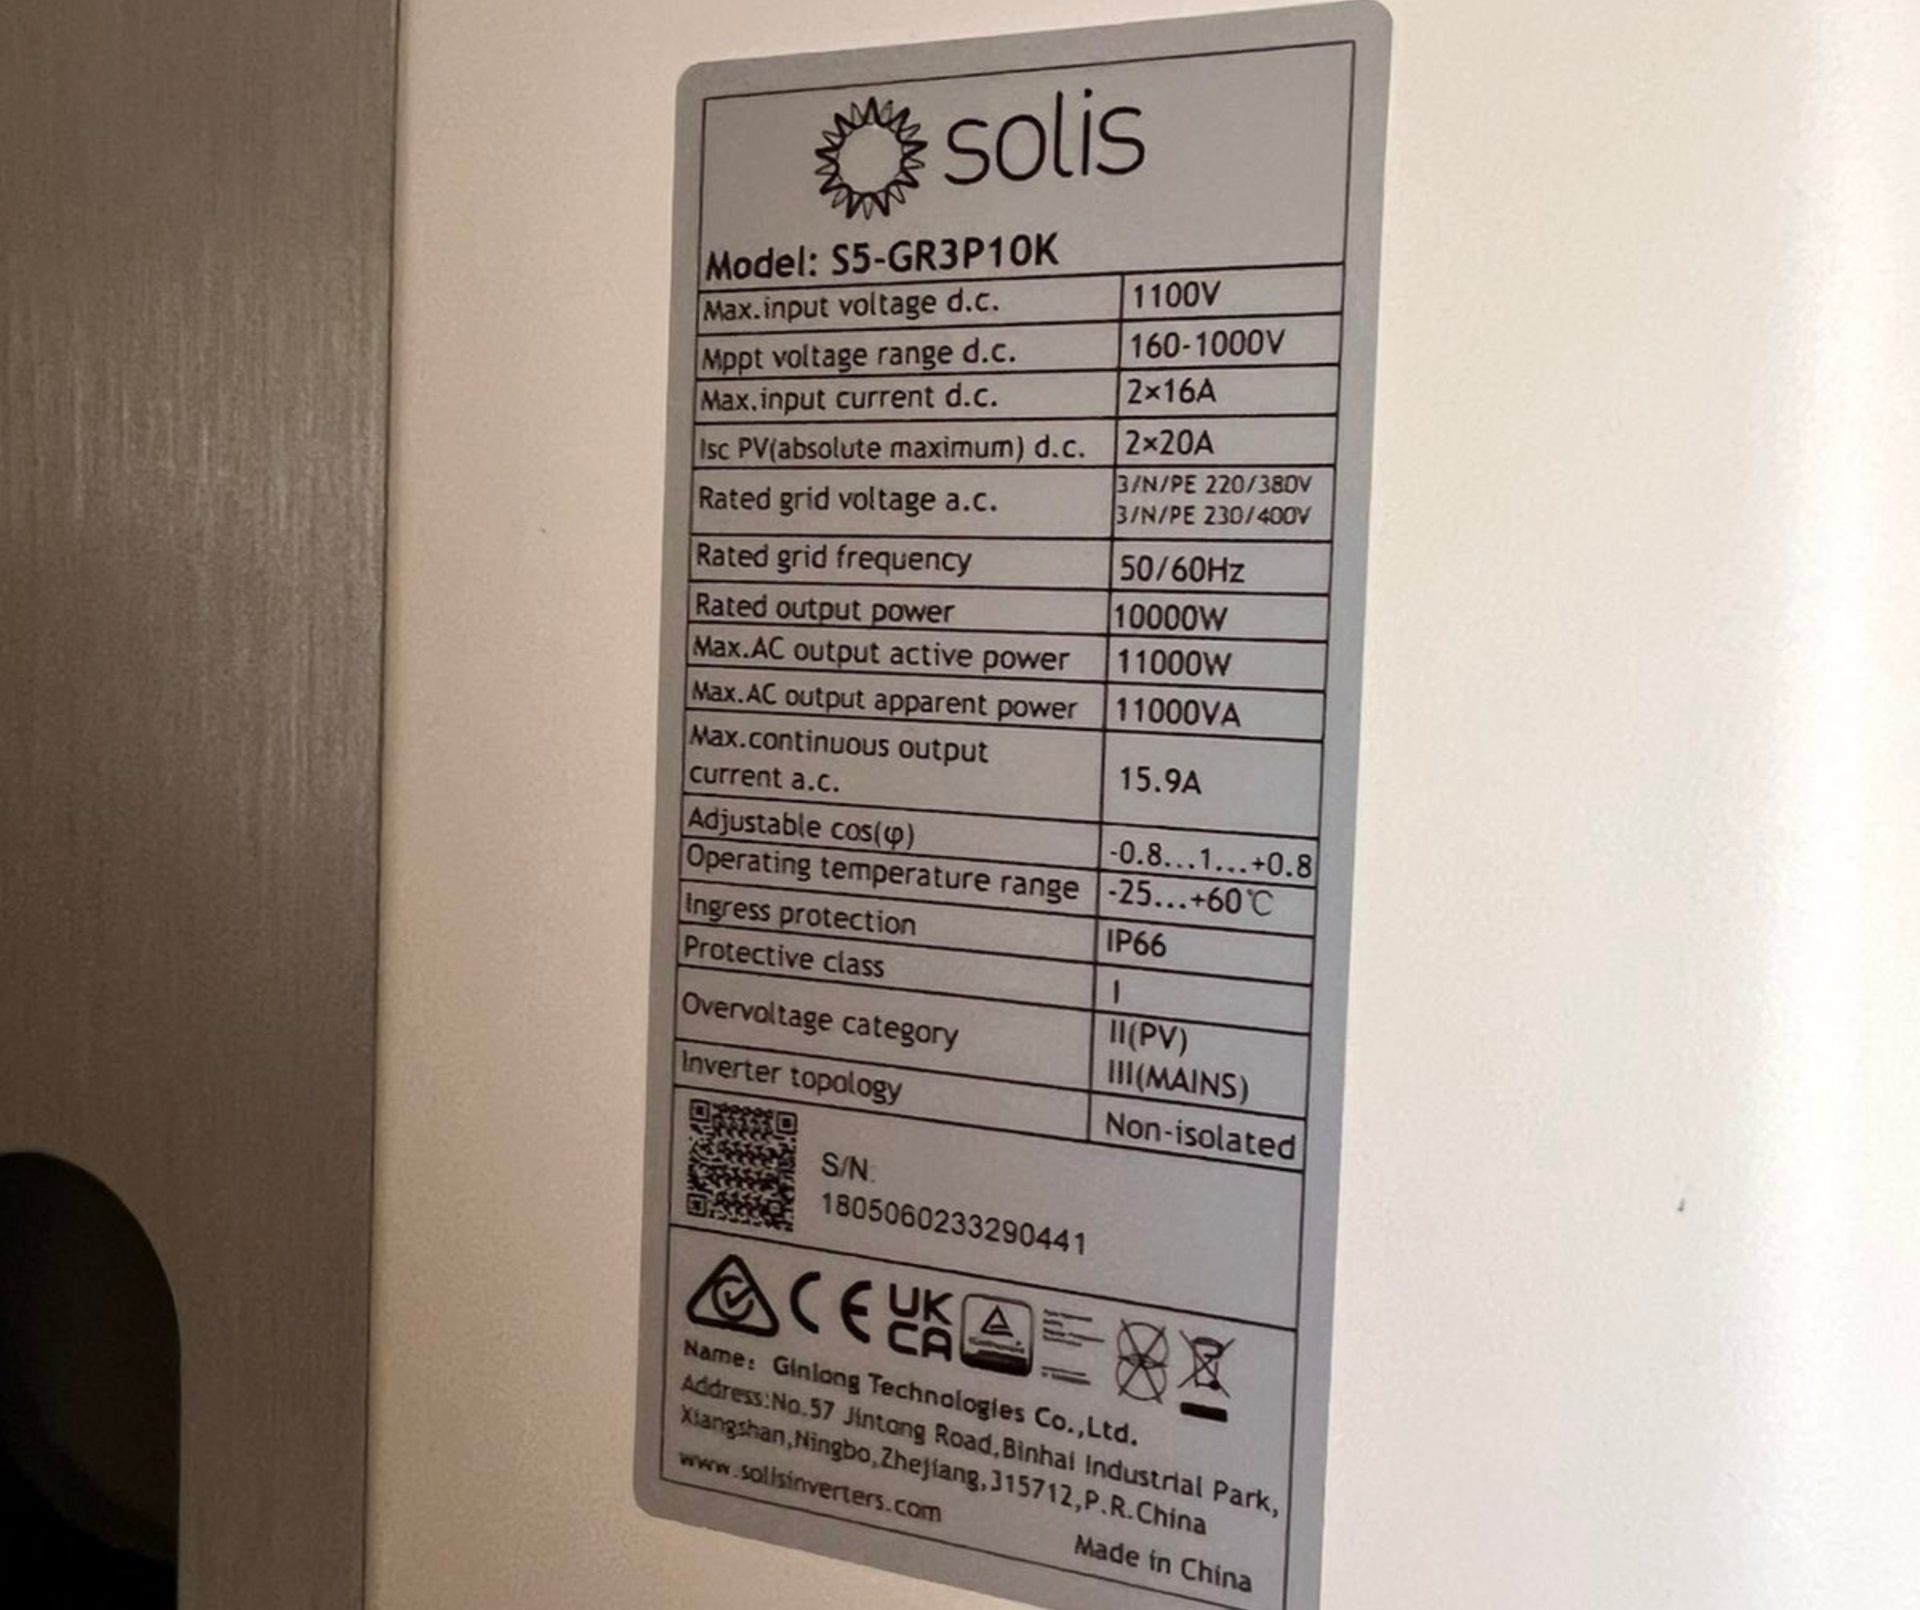 solis
Model: S5-GR3P10K
Max.input voltage d.c. 1100V
Mppt voltage range d.c. 160-1000V
Max.input current d.c. 2×16A
Isc PV(absolute maximum) d.c. 2×20A
Rated grid voltage a.c. 3/N/PE 220/380V
3/N/PE 230/400V
Rated grid frequency 50/60Hz
Rated output power 10000W
Max.AC output active power 11000W
Max.AC output apparent power 11000VA
Max.continuous output
current a.c. 15.9A
Adjustable cos(φ) -0.8...1...+0.8
Operating temperature range -25...+60℃
Ingress protection IP66
Protective class I
Overvoltage category II(PV)
III(MAINS)
Inverter topology Non-isolated
S/N:
1805060233290441
CE UK
CA
Name: Ginlong Technologies Co.,Ltd.
Address:No.57 Jintong Road,Binhai Industrial Park,
Xiangshan,Ningbo,Zhejiang,315712,P.R.China
www.solisinverters.com
Made in China